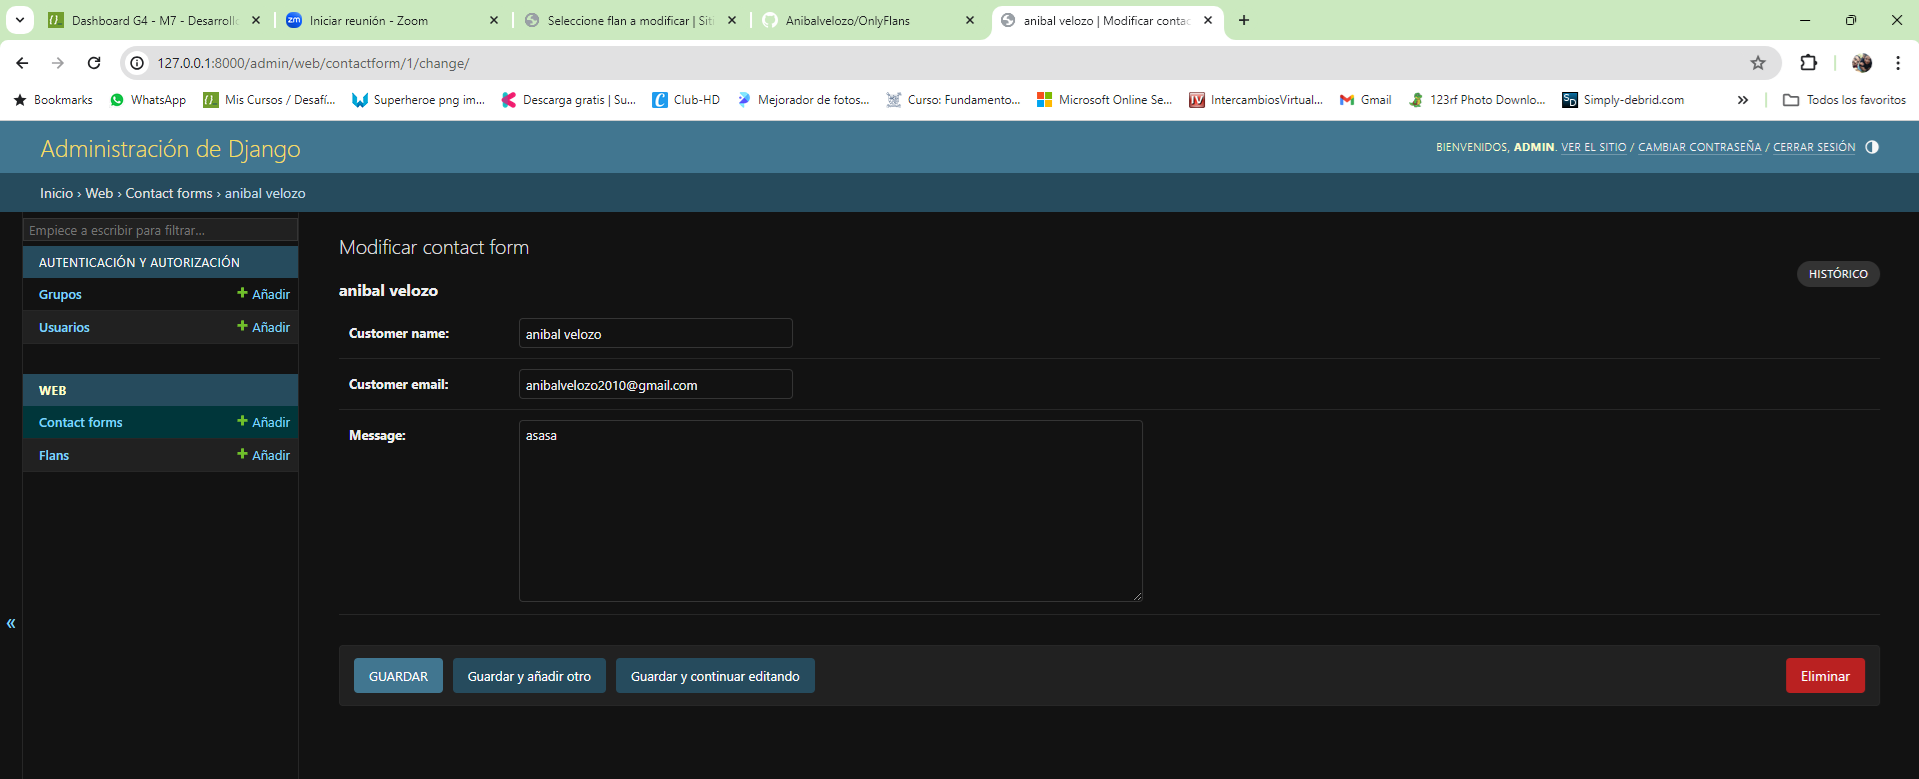 Dashboard G4 - M7 - Desarroll
Iniciar reunión - Zoom
Seleccione flan a modificar | Siti
Anibalvelozo/OnlyFlans
anibal velozo | Modificar contac
127.0.0.1:8000/admin/web/contactform/1/change/
Bookmarks
WhatsApp
Mis Cursos / Desafí...
Superheroe png im...
Descarga gratis | Su...
Club-HD
Mejorador de fotos...
Curso: Fundamento...
Microsoft Online Se...
IntercambiosVirtual...
Gmail
123rf Photo Downlo...
Simply-debrid.com
Todos los favoritos
Administración de Django
BIENVENIDOS, ADMIN. VER EL SITIO / CAMBIAR CONTRASEÑA / CERRAR SESIÓN
Inicio › Web › Contact forms › anibal velozo
Empiece a escribir para filtrar...
AUTENTICACIÓN Y AUTORIZACIÓN
Grupos
Añadir
Usuarios
Añadir
WEB
Contact forms
Añadir
Flans
Añadir
Modificar contact form
HISTÓRICO
anibal velozo
Customer name:
anibal velozo
Customer email:
anibalvelozo2010@gmail.com
Message:
asasa
GUARDAR
Guardar y añadir otro
Guardar y continuar editando
Eliminar